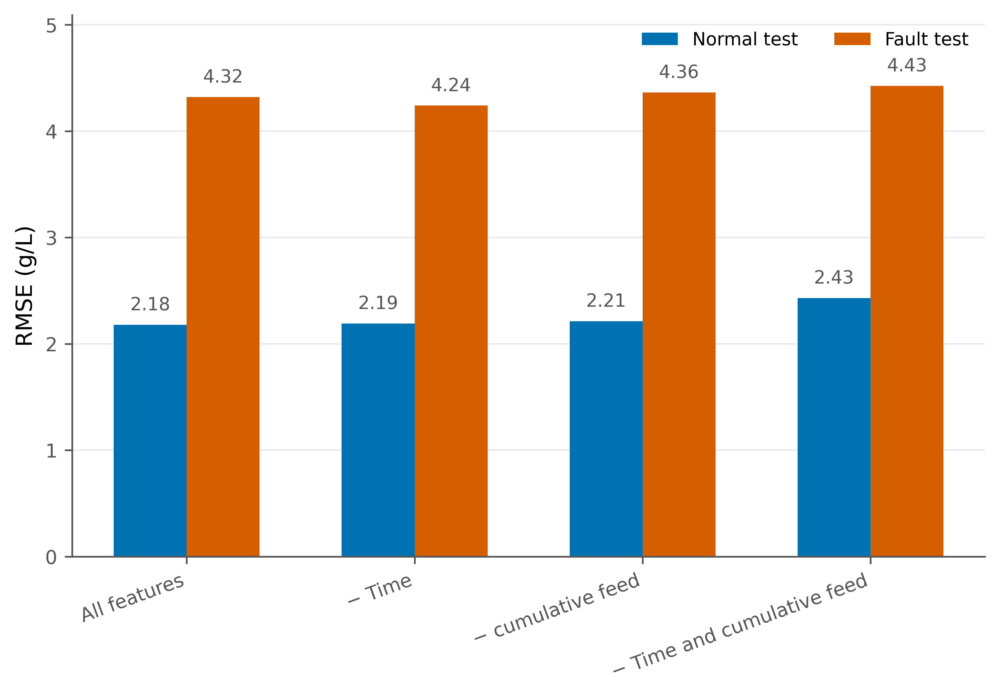 RMSE (g/L)
5
4
3
2
1
0
Normal test
Fault test
4.32
4.24
4.36
4.43
2.18
2.19
2.21
2.43
All features
− Time
− cumulative feed
− Time and cumulative feed